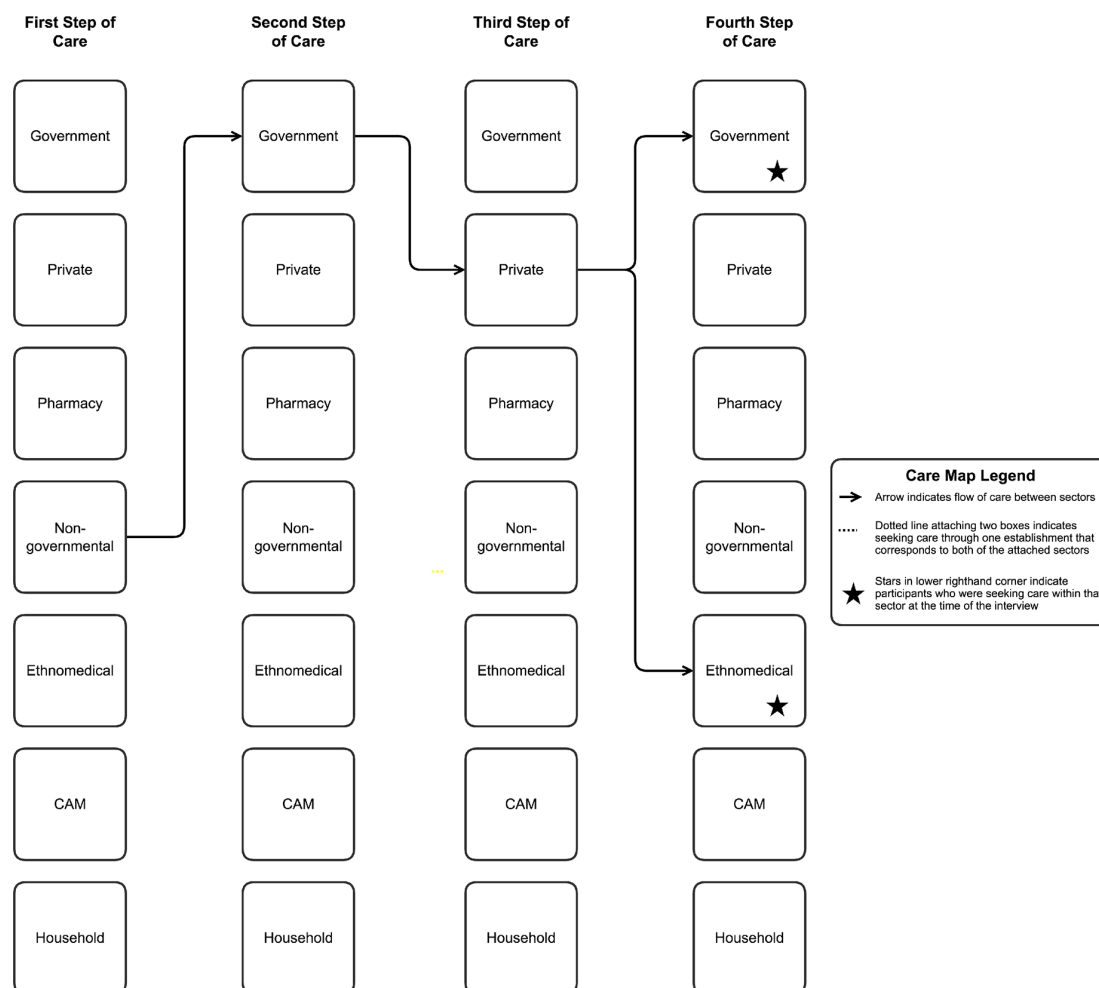 First Step of
Care
Second Step
of Care
Third Step of
Care
Fourth Step
of Care
Government
Government
Government
Government
Private
Private
Private
Private
Pharmacy
Pharmacy
Pharmacy
Pharmacy
Non-
governmental
Non-
governmental
Non-
governmental
Non-
governmental
Ethnomedical
Ethnomedical
Ethnomedical
Ethnomedical
CAM
CAM
CAM
CAM
Household
Household
Household
Household
Care Map Legend
Arrow indicates flow of care between sectors
Dotted line attaching two boxes indicates
seeking care through one establishment that
corresponds to both of the attached sectors
Stars in lower righthand corner indicate
participants who were seeking care within tha
sector at the time of the interview